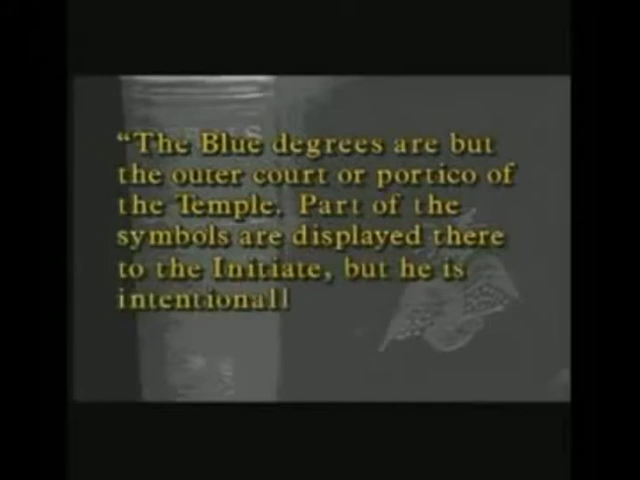 “The Blue degrees are but
the outer court or portico of
the Temple. Part of the
symbols are displayed there
to the Initiate, but he is
intentionall